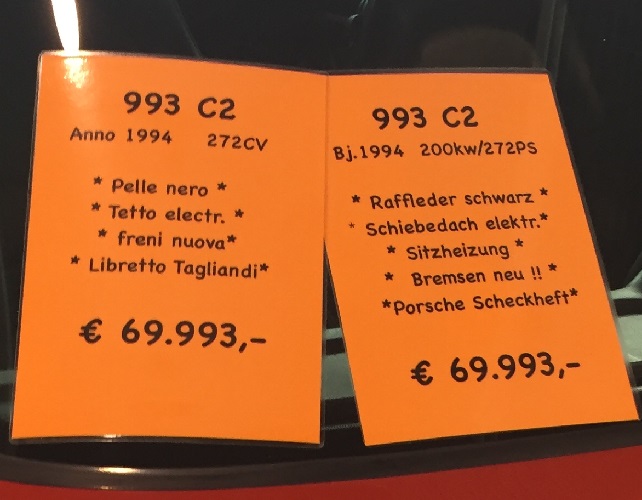 993 C2
Anno 1994 272CV
* Pelle nero *
* Tetto electr. *
* freni nuova*
* Libretto Tagliandi*
€ 69.993,-
993 C2
Bj.1994 200kw/272PS
* Raffleder schwarz *
* Schiebedach elektr.*
* Sitzheizung *
* Bremsen neu !! *
*Porsche Scheckheft*
€ 69.993,-